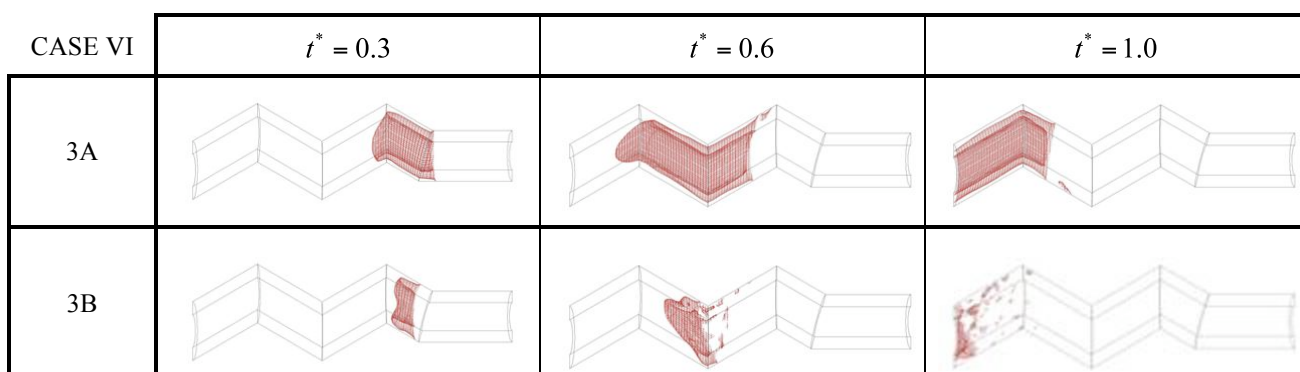 CASE VI t* = 0.3 t* = 0.6 t* = 1.0
3A
3B